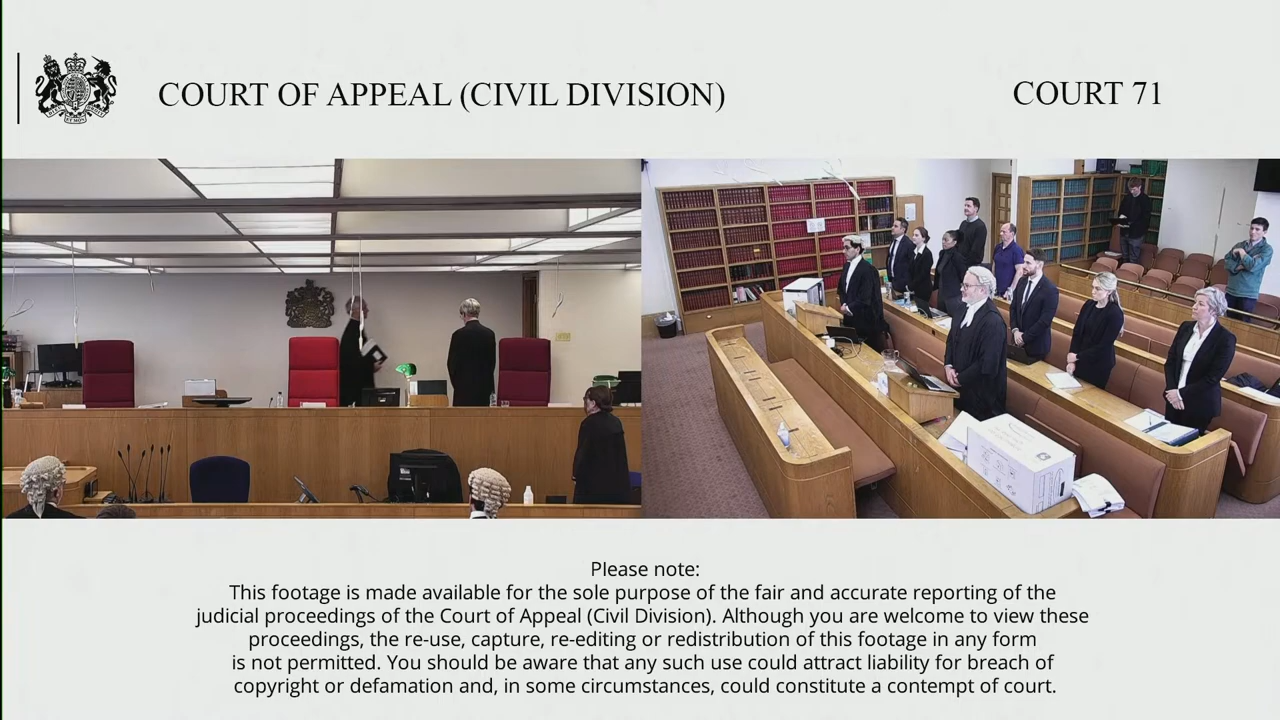 COURT OF APPEAL (CIVIL DIVISION)
COURT 71
Please note:
This footage is made available for the sole purpose of the fair and accurate reporting of the
judicial proceedings of the Court of Appeal (Civil Division). Although you are welcome to view these
proceedings, the re-use, capture, re-editing or redistribution of this footage in any form
is not permitted. You should be aware that any such use could attract liability for breach of
copyright or defamation and, in some circumstances, could constitute a contempt of court.